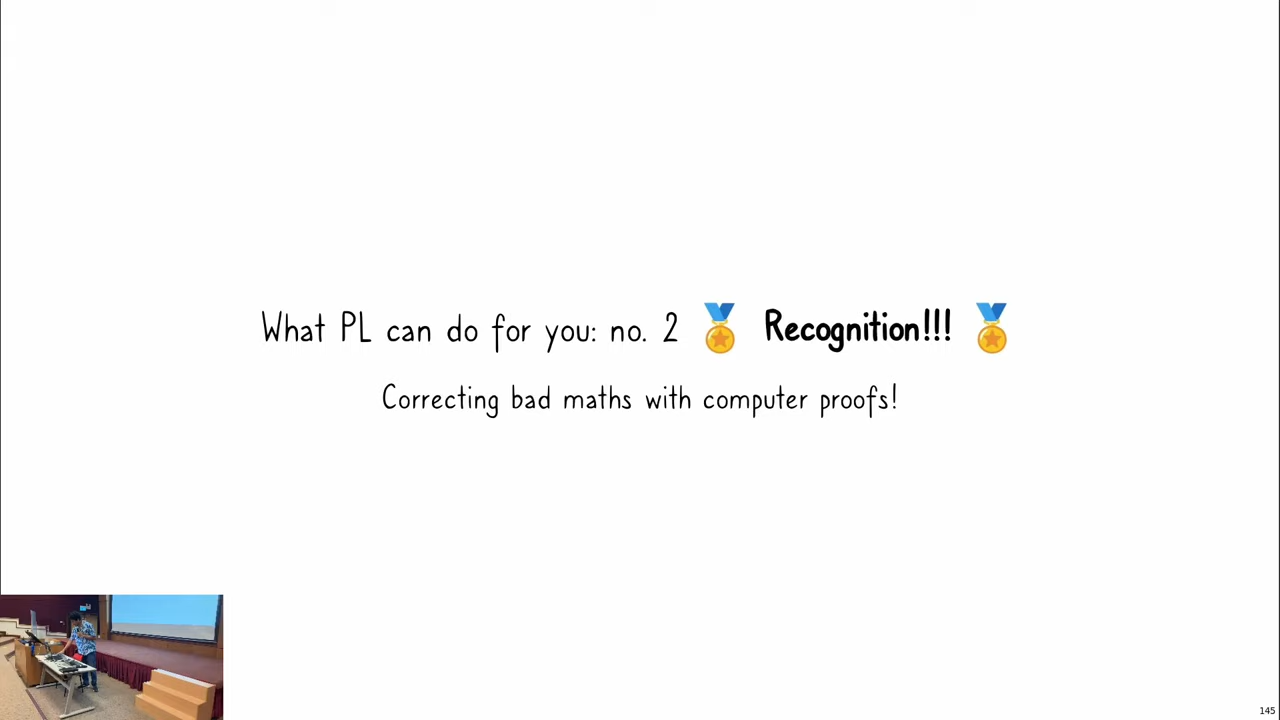 What PL can do for you: no. 2 🏅 Recognition!!! 🏅
Correcting bad maths with computer proofs!
145